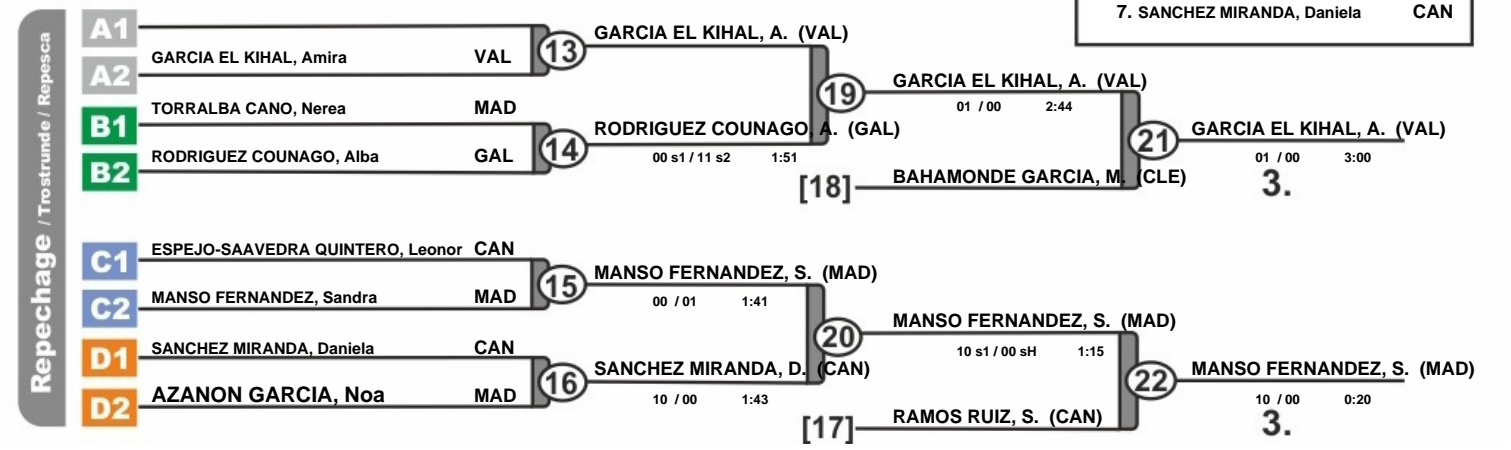 7. SANCHEZ MIRANDA, Daniela CAN
Repechage / Trostrunde / Repesca
A1
GARCIA EL KIHAL, Amira VAL
A2
13
GARCIA EL KIHAL, A. (VAL)
TORRALBA CANO, Nerea MAD
B1
RODRIGUEZ COUNAGO, Alba GAL
B2
14
RODRIGUEZ COUNAGO, A. (GAL)
00 s1 / 11 s2 1:51
19
GARCIA EL KIHAL, A. (VAL)
01 / 00 2:44
[18]
BAHAMONDE GARCIA, M. (CLE)
21
GARCIA EL KIHAL, A. (VAL)
01 / 00 3:00
3.
ESPEJO-SAAVEDRA QUINTERO, Leonor CAN
C1
MANSO FERNANDEZ, Sandra MAD
C2
15
MANSO FERNANDEZ, S. (MAD)
00 / 01 1:41
SANCHEZ MIRANDA, Daniela CAN
D1
AZANON GARCIA, Noa MAD
D2
16
SANCHEZ MIRANDA, D. (CAN)
10 / 00 1:43
20
MANSO FERNANDEZ, S. (MAD)
10 s1 / 00 sH 1:15
[17]
RAMOS RUIZ, S. (CAN)
22
MANSO FERNANDEZ, S. (MAD)
10 / 00 0:20
3.